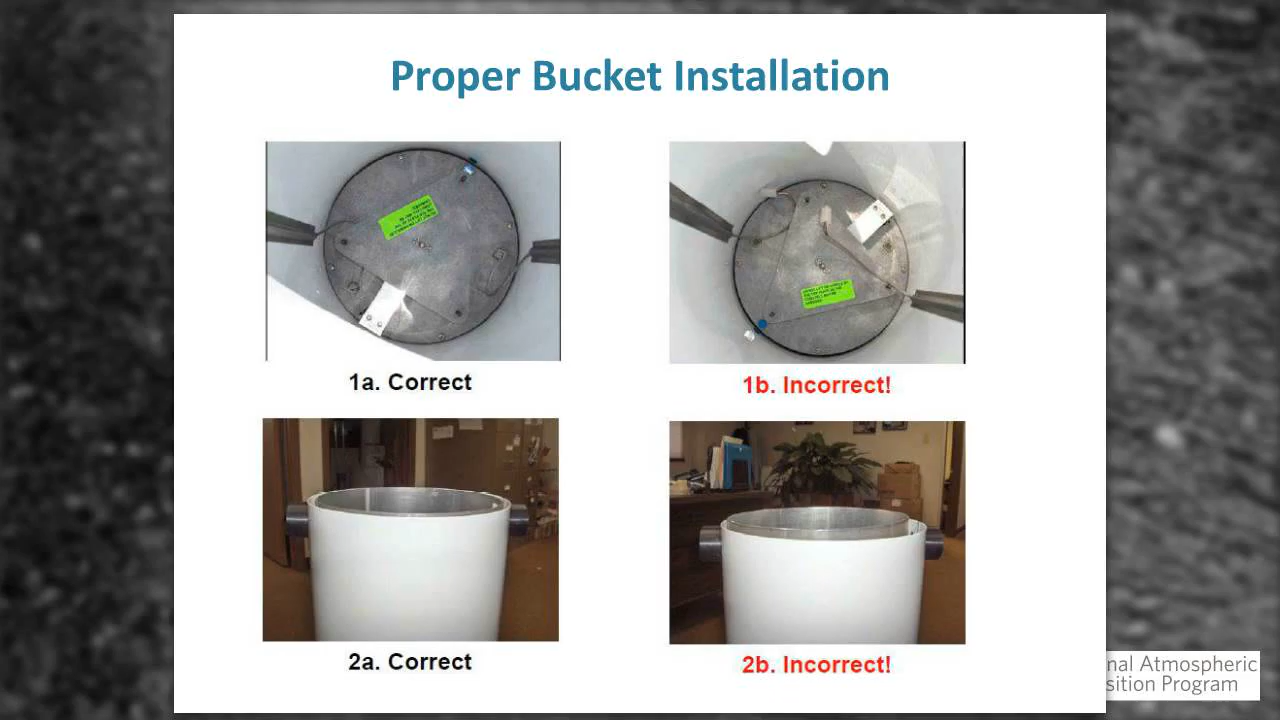 Proper Bucket Installation
1a. Correct
1b. Incorrect!
2a. Correct
2b. Incorrect!
nal Atmospheric
sition Program